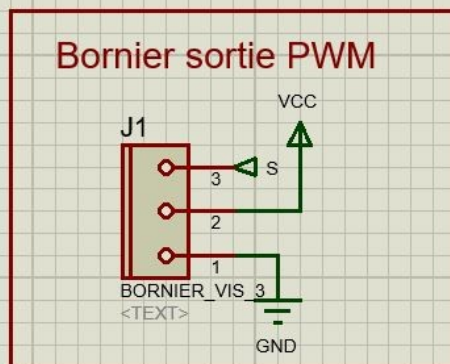 Bornier sortie PWM
VCC
J1
3
S
2
1
BORNIER_VIS_3
<TEXT>
GND